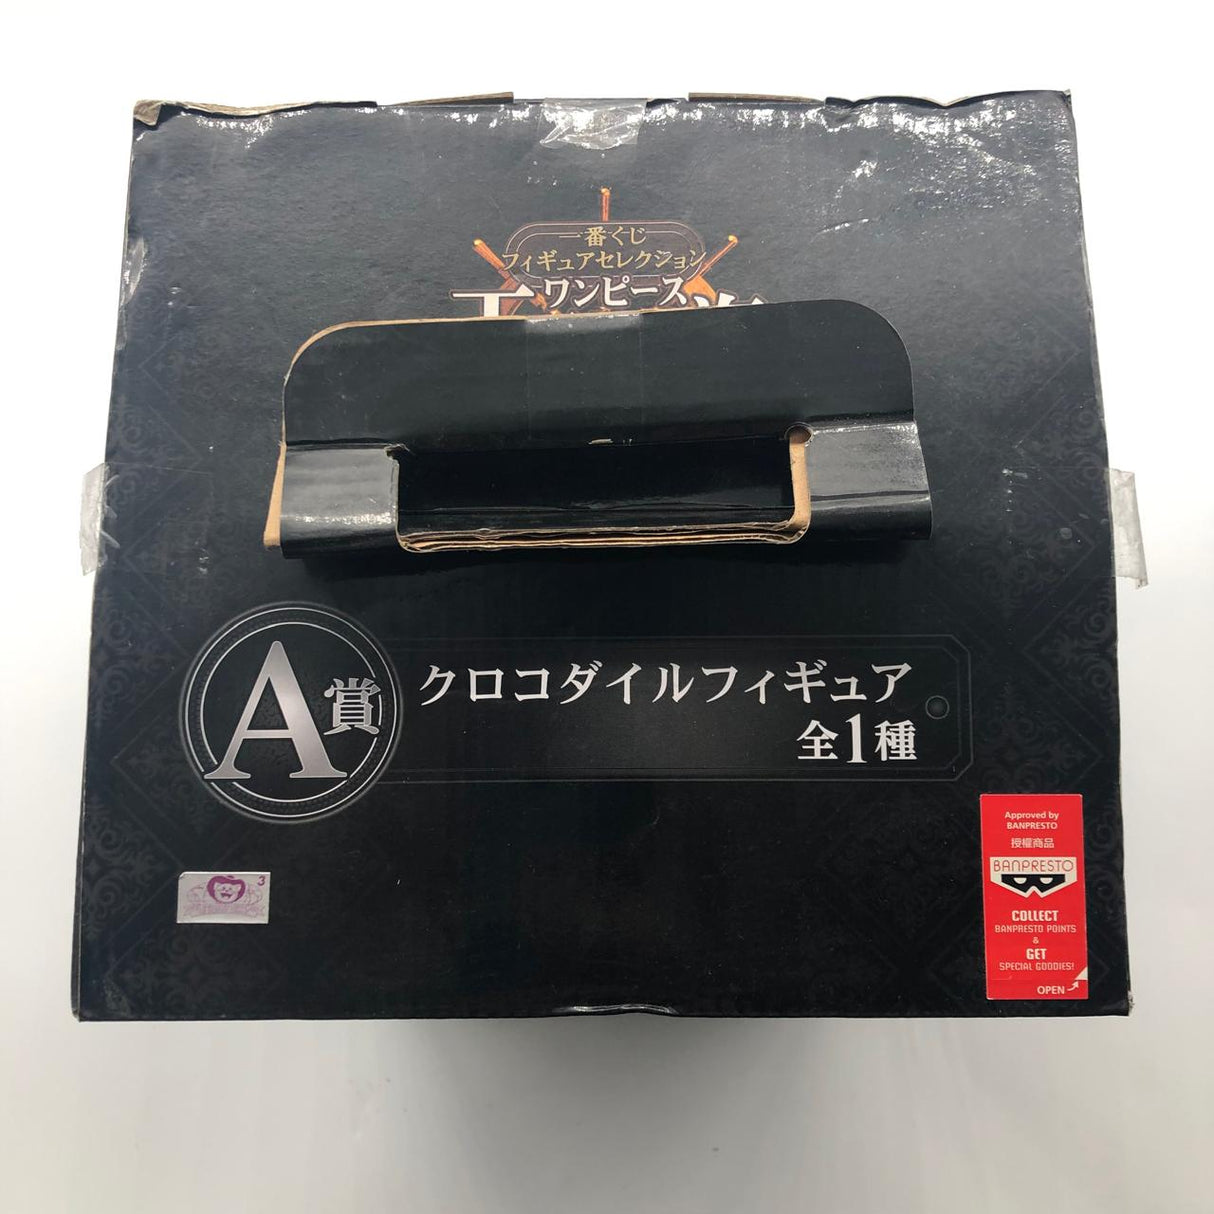 一番くじ
フィギュアセレクション
ワンピース
A賞
クロコダイルフィギュア
全1種
3
Approved by
BANPRESTO
授權商品
BANPRESTO
COLLECT
BANPRESTO POINTS
&
GET
SPECIAL GOODIES!
OPEN